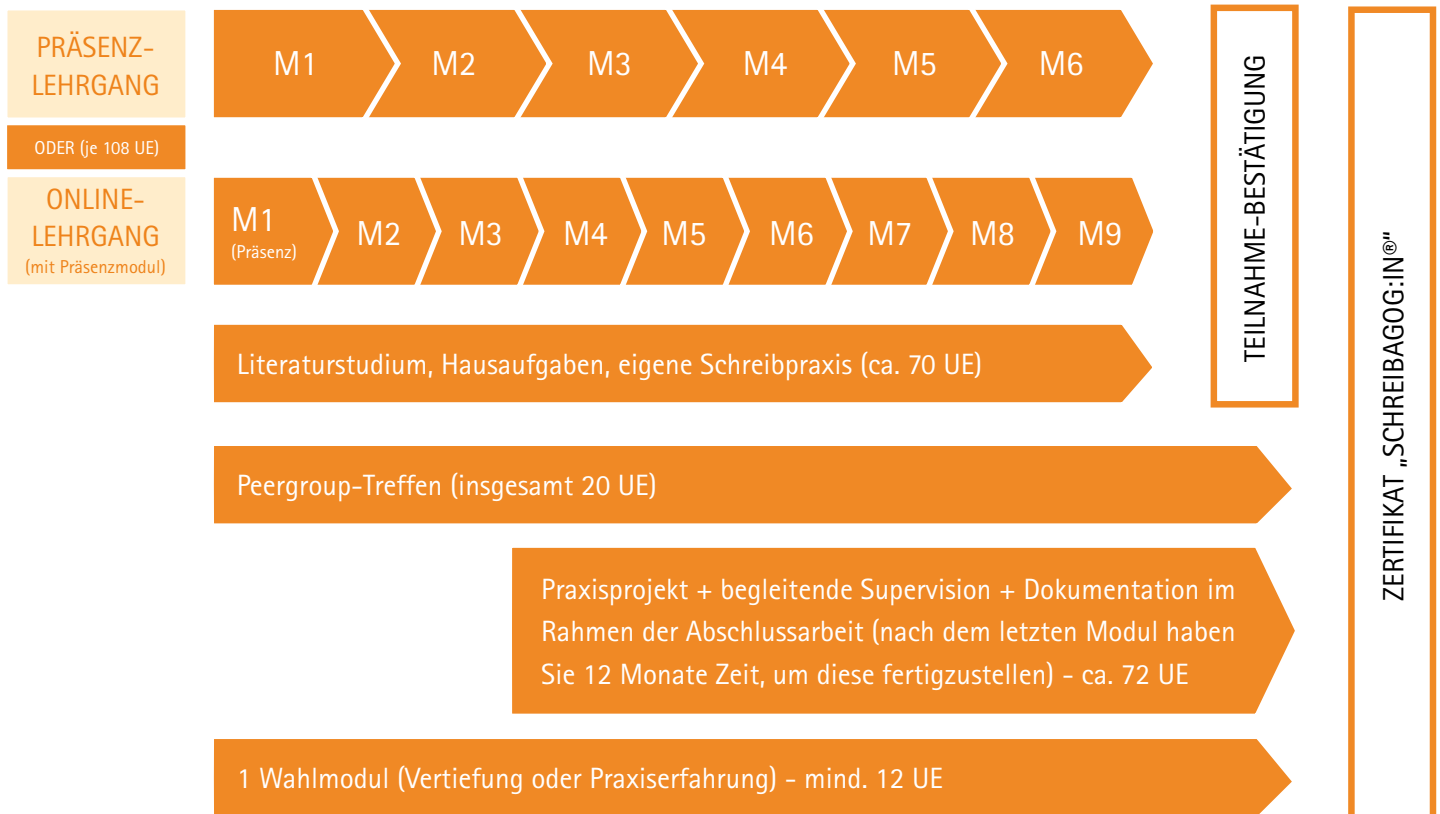 PRÄSENZ-
LEHRGANG
M1
M2
M3
M4
M5
M6
ODER (je 108 UE)
ONLINE-
LEHRGANG
(mit Präsenzmodul)
M1
(Präsenz)
M2
M3
M4
M5
M6
M7
M8
M9
Literaturstudium, Hausaufgaben, eigene Schreibpraxis (ca. 70 UE)
Peergroup-Treffen (insgesamt 20 UE)
Praxisprojekt + begleitende Supervision + Dokumentation im
Rahmen der Abschlussarbeit (nach dem letzten Modul haben
Sie 12 Monate Zeit, um diese fertigzustellen) - ca. 72 UE
1 Wahlmodul (Vertiefung oder Praxiserfahrung) - mind. 12 UE
TEILNAHME-BESTÄTIGUNG
ZERTIFIKAT „SCHREIBAGOG:IN®"